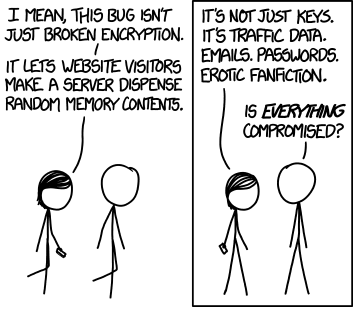 I MEAN, THIS BUG ISN'T
JUST BROKEN ENCRYPTION.
IT LETS WEBSITE VISITORS
MAKE A SERVER DISPENSE
RANDOM MEMORY CONTENTS.
IT'S NOT JUST KEYS.
IT'S TRAFFIC DATA.
EMAILS. PASSWORDS.
EROTIC FANFICTION.
IS EVERYTHING
COMPROMISED?